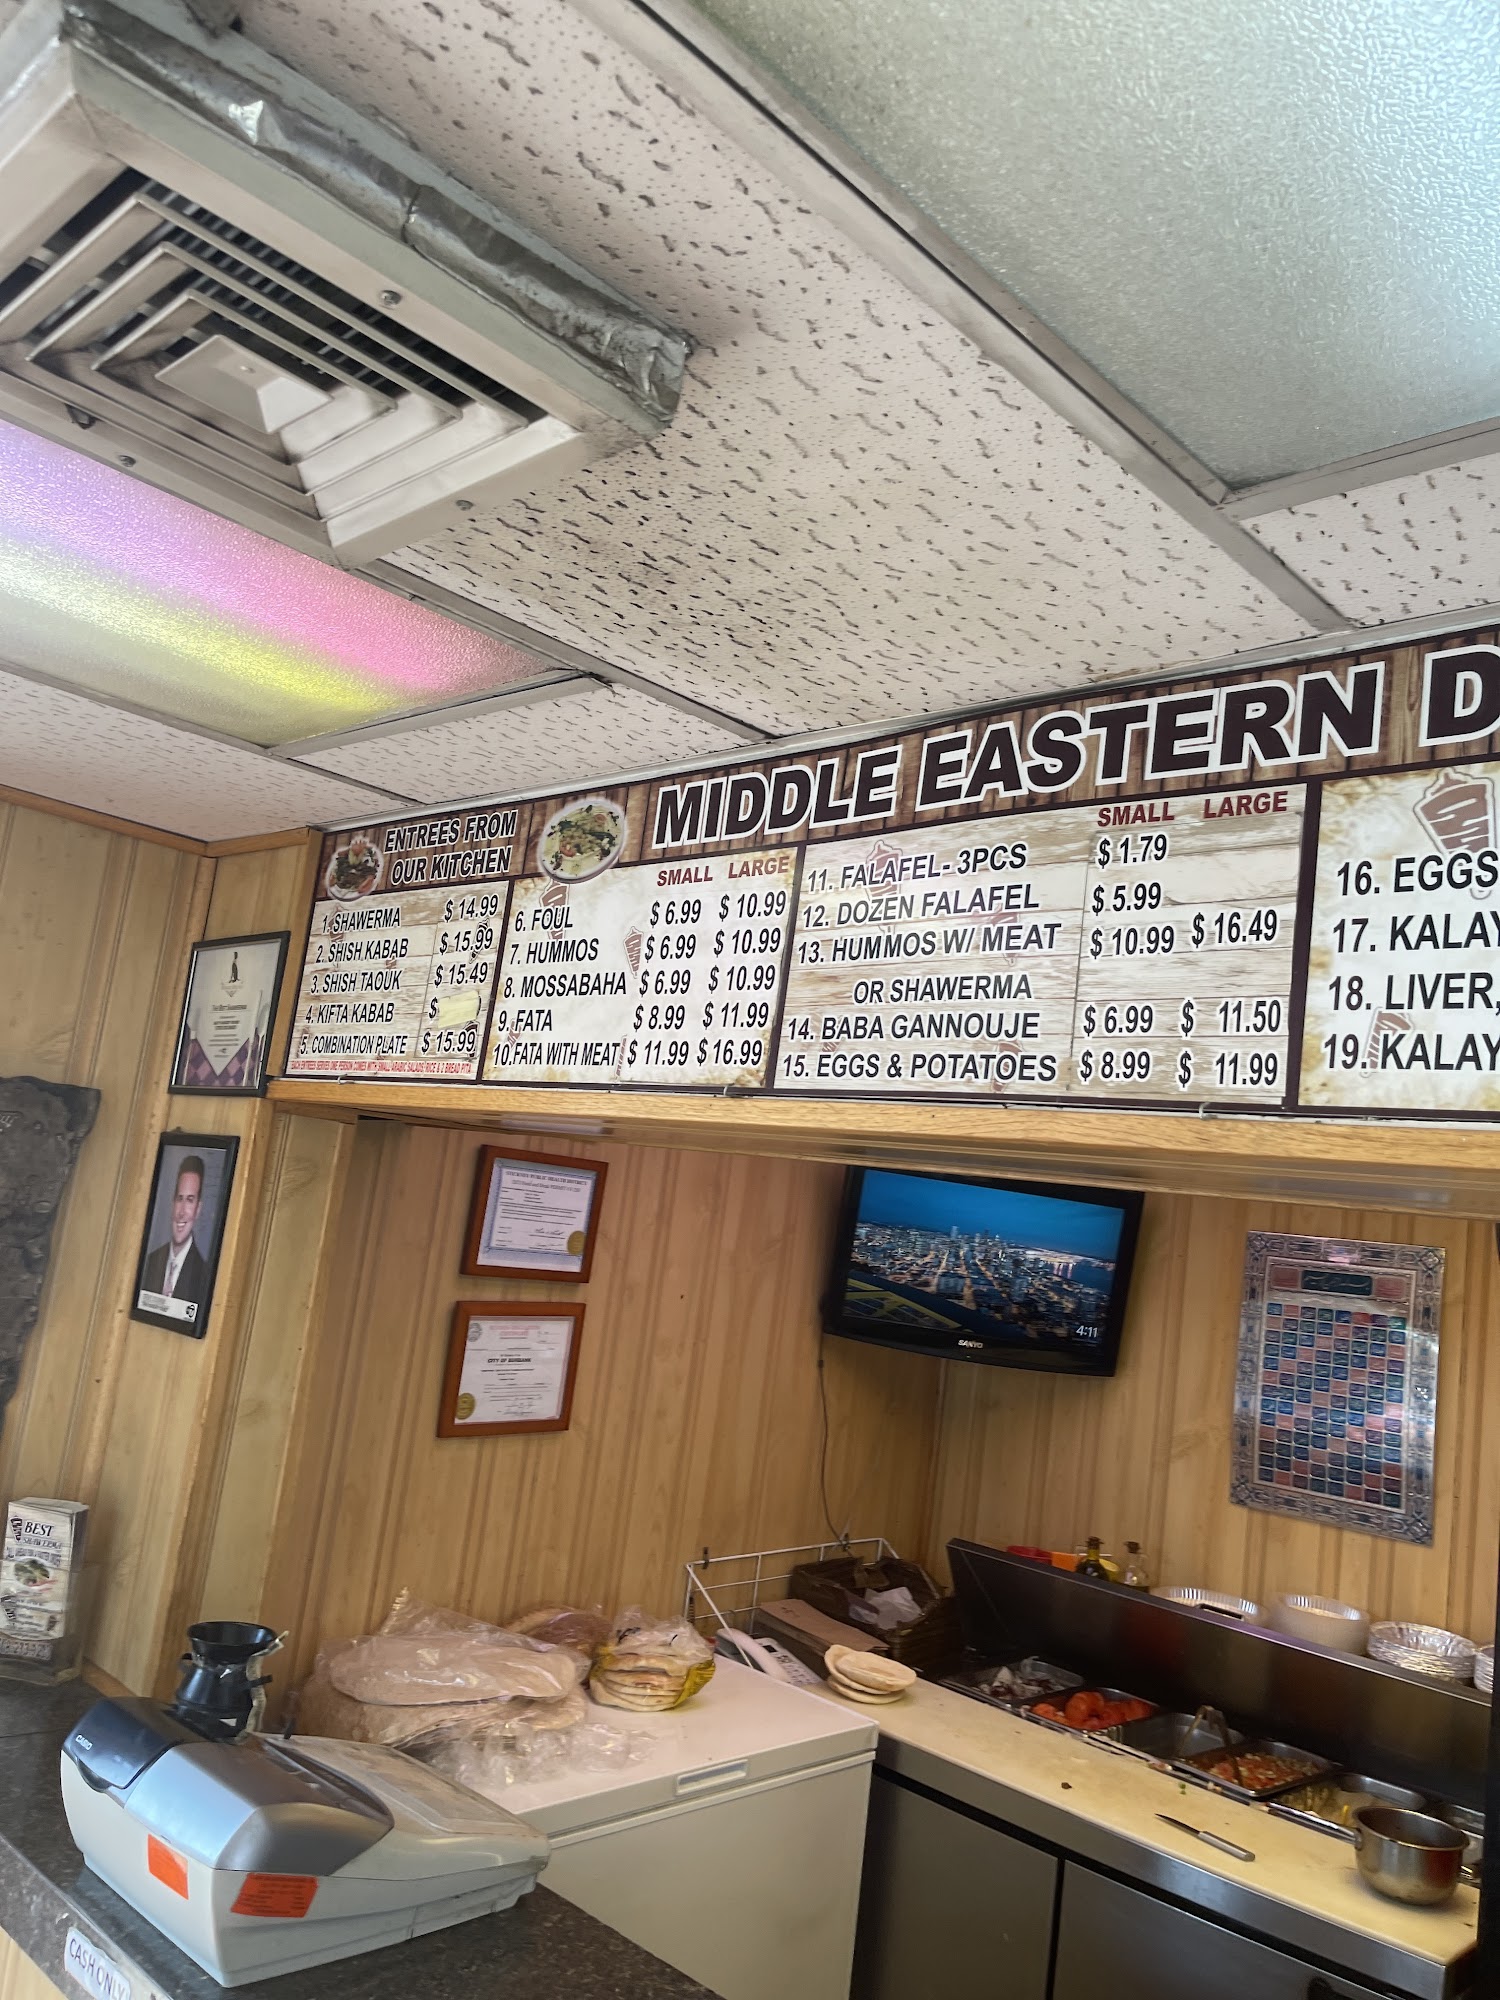 MIDDLE EASTERN D
ENTREES FROM
OUR KITCHEN
1. SHAWERMA $ 14.99
2. SHISH KABAB $ 15.99
3. SHISH TAOUK $ 15.49
4. KIFTA KABAB $
5. COMBINATION PLATE $ 15.99
SMALL LARGE
6. FOUL $ 6.99 $ 10.99
7. HUMMOS $ 6.99 $ 10.99
8. MOSSABAHA $ 6.99 $ 10.99
9. FATA $ 8.99 $ 11.99
10. FATA WITH MEAT $ 11.99 $ 16.99
SMALL LARGE
11. FALAFEL- 3PCS $ 1.79
12. DOZEN FALAFEL $ 5.99
13. HUMMOS W/ MEAT $ 10.99 $ 16.49
OR SHAWERMA
14. BABA GANNOUJE $ 6.99 $ 11.50
15. EGGS & POTATOES $ 8.99 $ 11.99
16. EGGS
17. KALAY
18. LIVER,
19. KALAY
4:11
SANYO
CITY OF BURBANK
BEST
SHAWERMA
CASIO
CASH ONLY